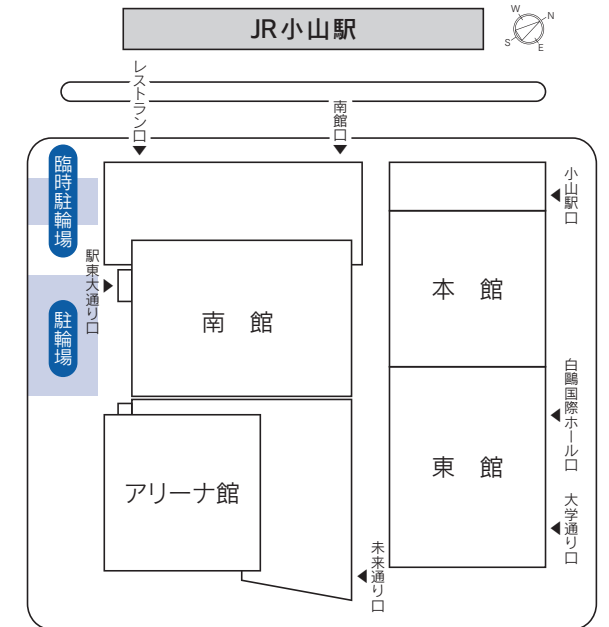 JR小山駅
W
N
S
E
レストラン口
南館口
臨時駐輪場
小山駅口
駅東大通り口
本 館
南 館
駐輪場
白鷗国際ホール口
東 館
アリーナ館
大学通り口
未来通り口